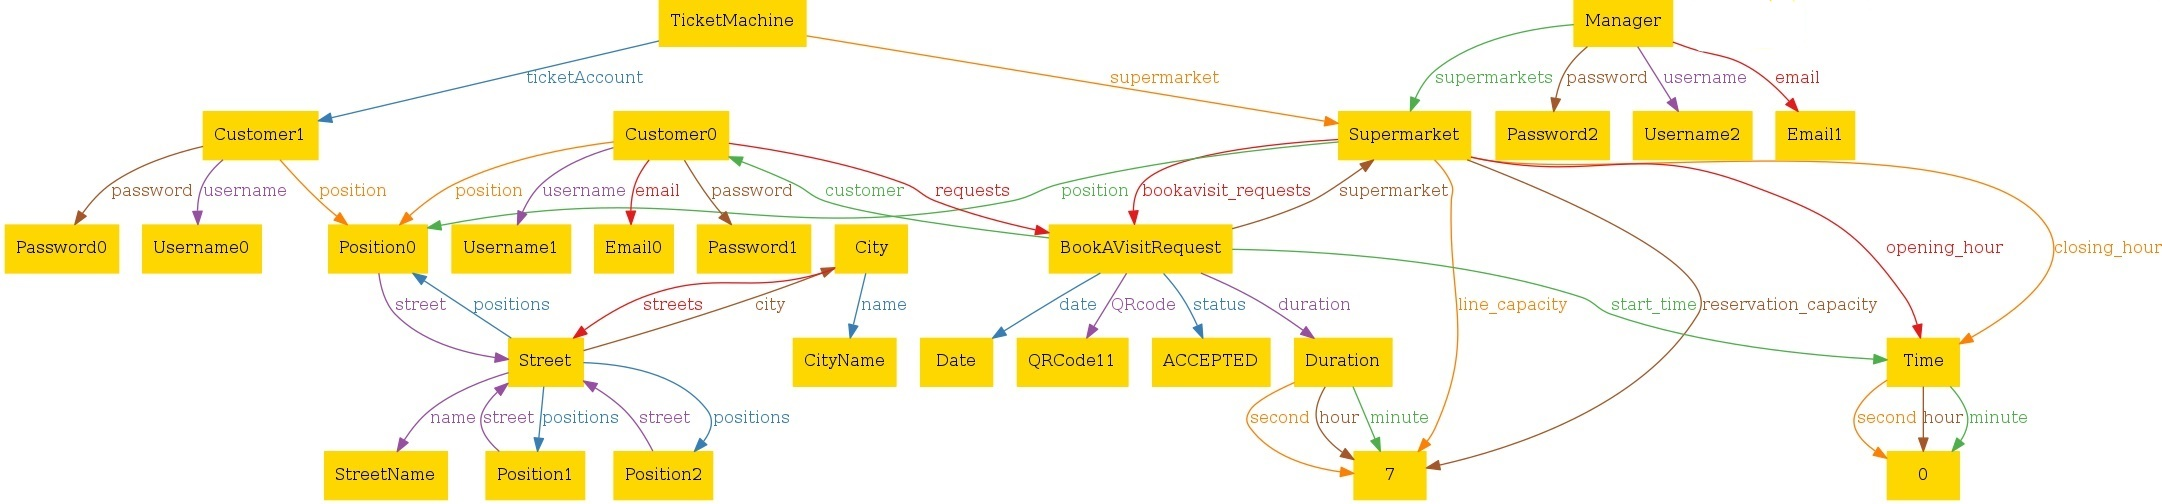 TicketMachine
Manager
ticketAccount
supermarket
supermarkets
password
username
email
Customer1
Customer0
Supermarket
Password2
Username2
Email1
password
username
position
position
username
email
password
customer
requests
position
bookavisit_requests
supermarket
Password0
Username0
Position0
Username1
Email0
Password1
City
BookAVisitRequest
opening_hour
closing_hour
street
positions
streets
city
name
date
QRcode
status
duration
line_capacity
start_time
reservation_capacity
Street
CityName
Date
QRCode11
ACCEPTED
Duration
Time
name
street
positions
street
positions
second
hour
minute
second
hour
minute
StreetName
Position1
Position2
7
0